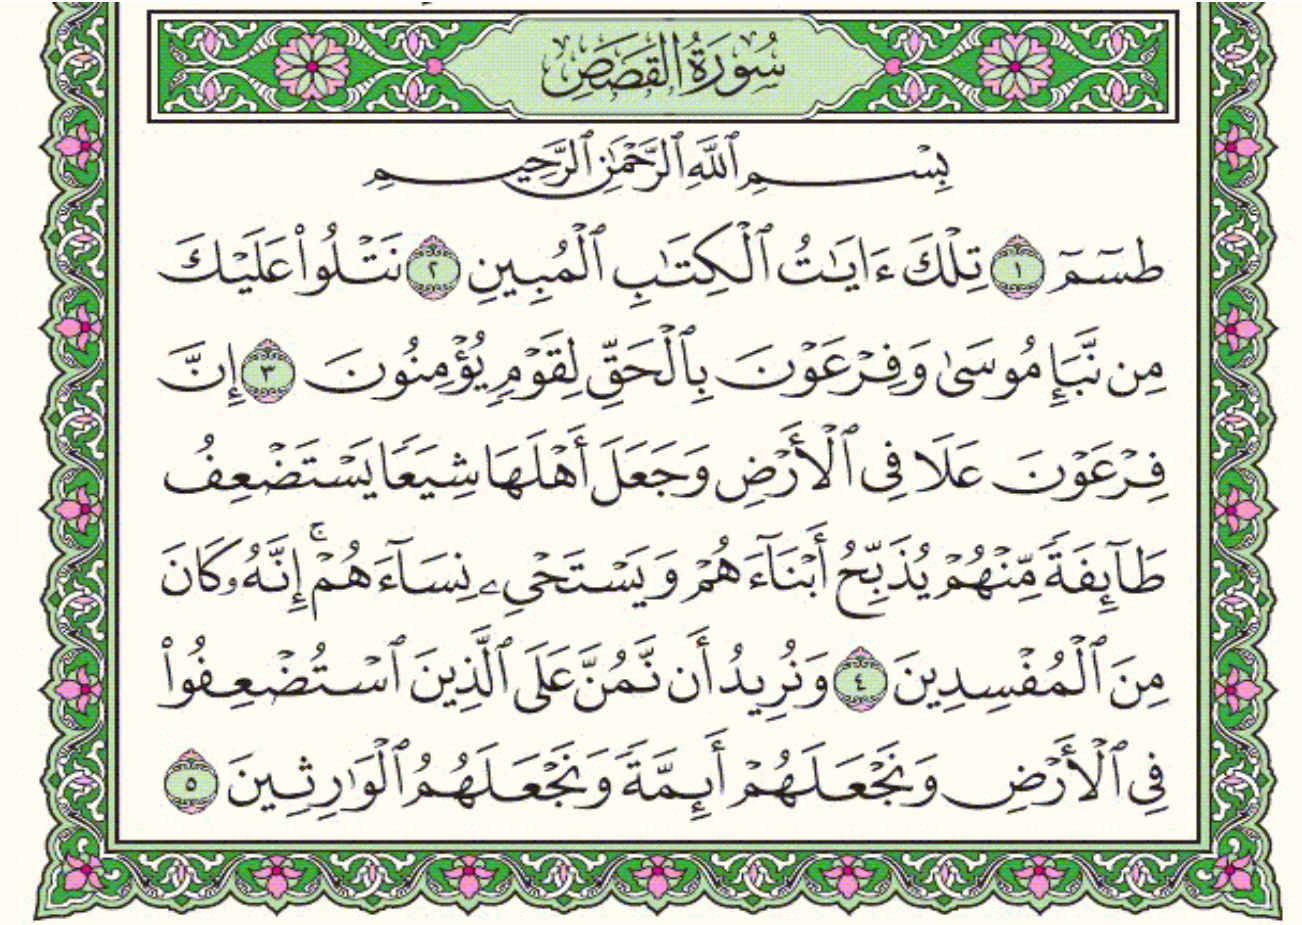 سُورَةُ القَصَصِ
بِسْمِ ٱللَّهِ ٱلرَّحْمَٰنِ ٱلرَّحِيمِ
طسٓمٓ ١ تِلْكَ ءَايَٰتُ ٱلْكِتَٰبِ ٱلْمُبِينِ ٢ نَتْلُوا۟ عَلَيْكَ
مِن نَّبَإِ مُوسَىٰ وَفِرْعَوْنَ بِٱلْحَقِّ لِقَوْمٍ يُؤْمِنُونَ ٣ إِنَّ
فِرْعَوْنَ عَلَا فِى ٱلْأَرْضِ وَجَعَلَ أَهْلَهَا شِيَعًا يَسْتَضْعِفُ
طَآئِفَةً مِّنْهُمْ يُذَبِّحُ أَبْنَآءَهُمْ وَيَسْتَحْىِۦ نِسَآءَهُمْ ۚ إِنَّهُۥ كَانَ
مِنَ ٱلْمُفْسِدِينَ ٤ وَنُرِيدُ أَن نَّمُنَّ عَلَى ٱلَّذِينَ ٱسْتُضْعِفُوا۟
فِى ٱلْأَرْضِ وَنَجْعَلَهُمْ أَئِمَّةً وَنَجْعَلَهُمُ ٱلْوَٰرِثِينَ ٥